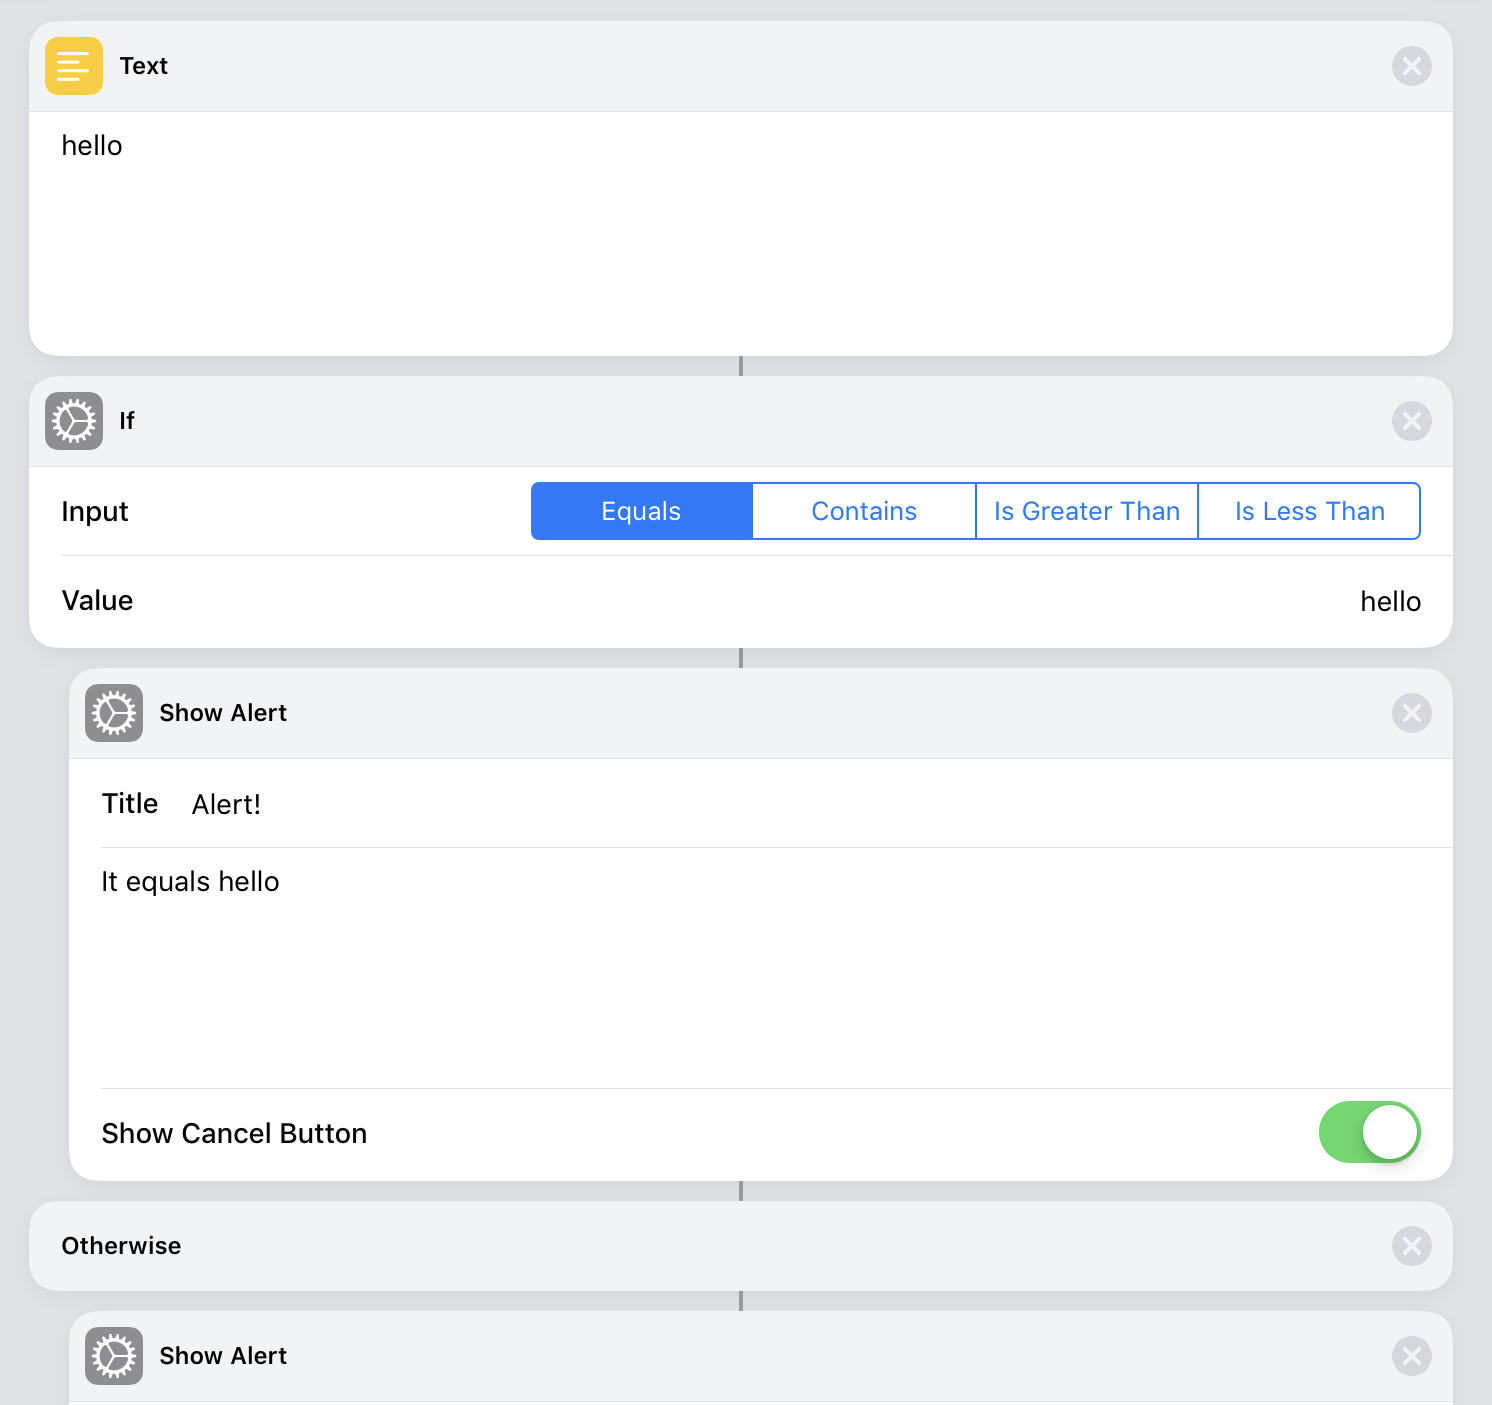 Text
hello
If
Input Equals Contains Is Greater Than Is Less Than
Value hello
Show Alert
Title Alert!
It equals hello
Show Cancel Button
Otherwise
Show Alert